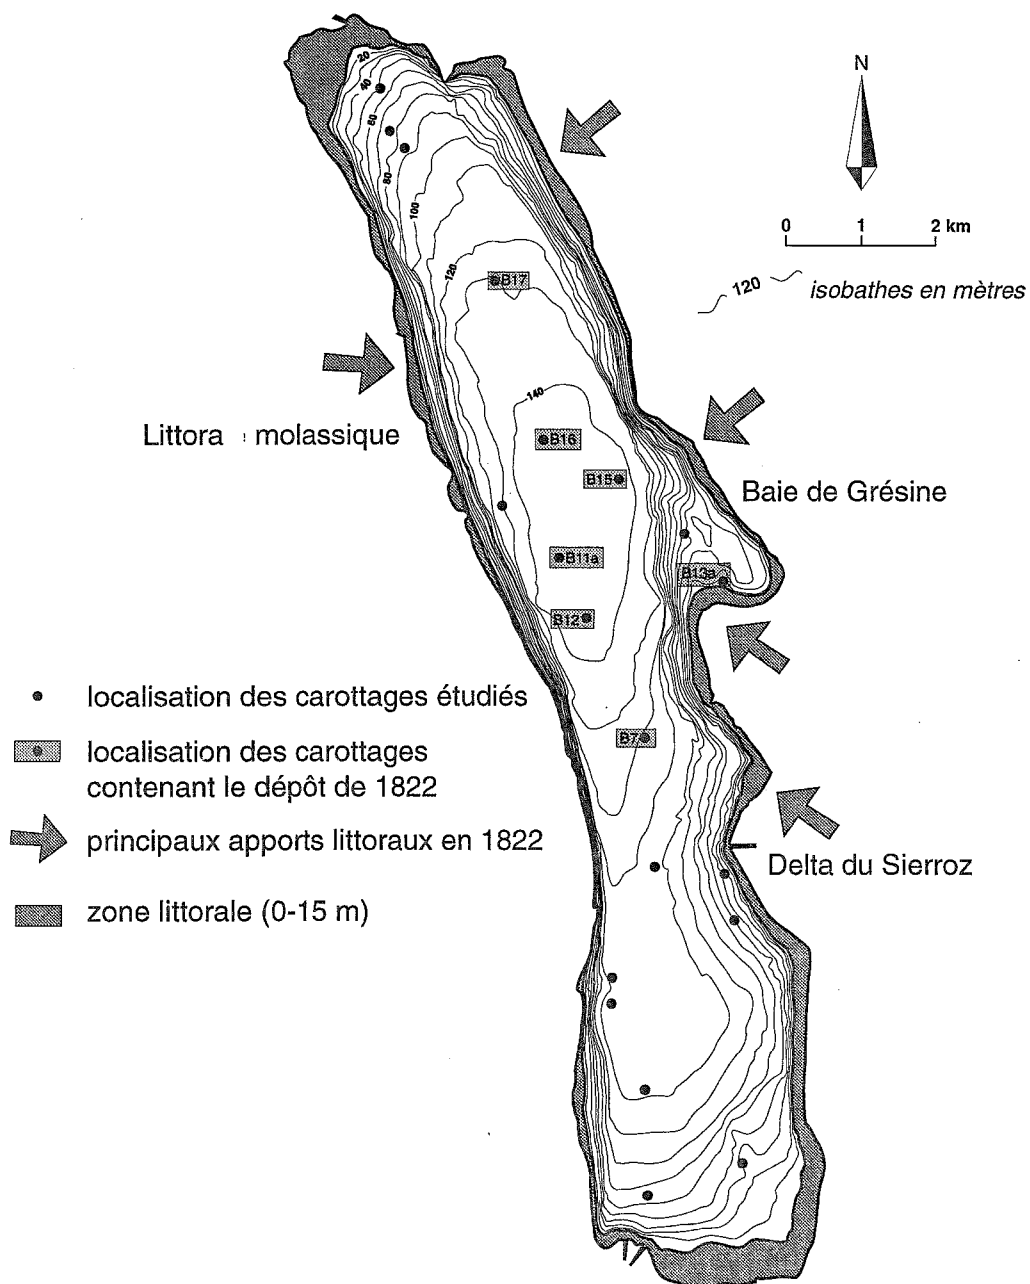 20
40
60
80
100
120
N
0 1 2 km
120
isobathes en mètres
B17
140
Littora molassique
B16
B15
Baie de Grésine
B11a
B13a
B12
localisation des carottages étudiés
B7
localisation des carottages
contenant le dépôt de 1822
principaux apports littoraux en 1822
Delta du Sierroz
zone littorale (0-15 m)